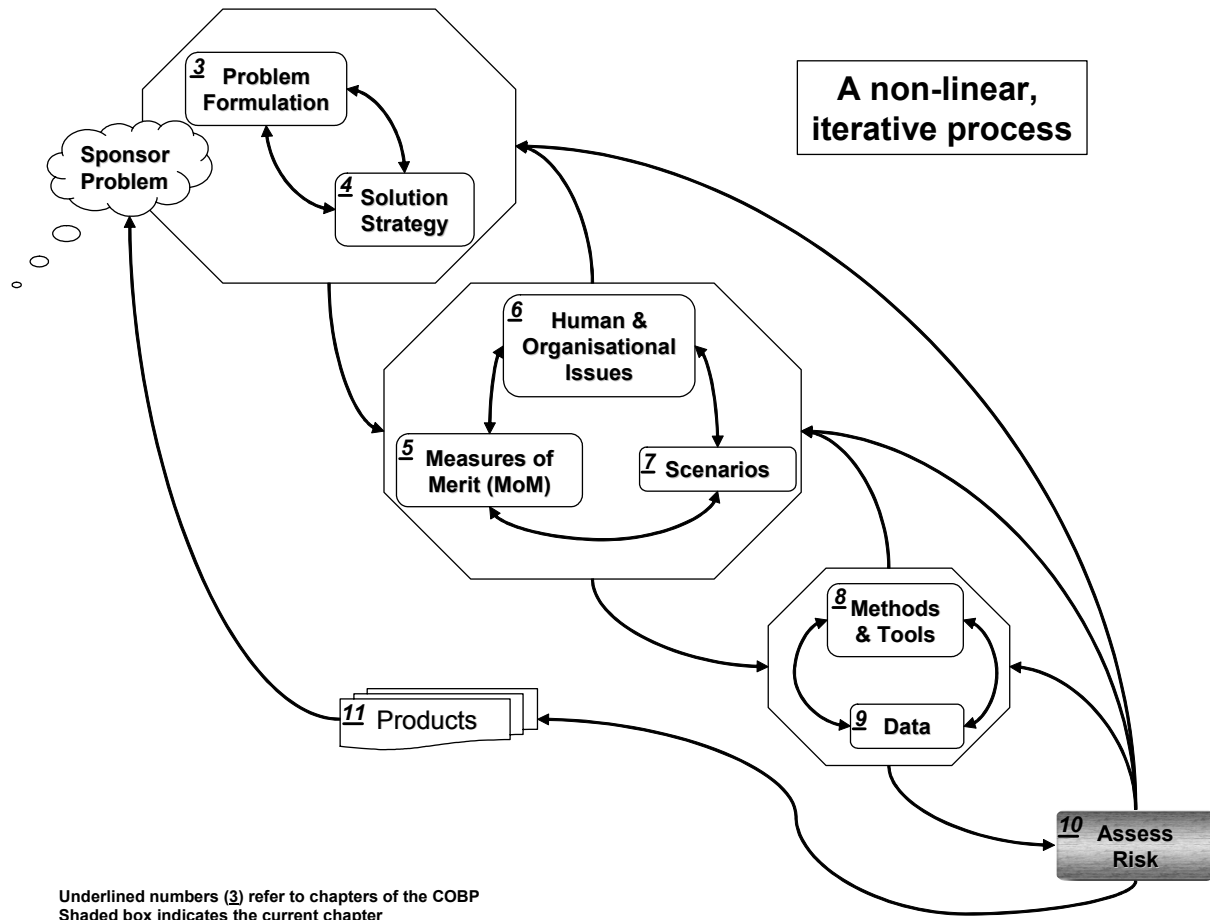 A non-linear,
iterative process
3
Problem
Formulation
Sponsor
Problem
4
Solution
Strategy
6
Human &
Organisational
Issues
5
Measures of
Merit (MoM)
7
Scenarios
8
Methods
& Tools
9
Data
11
Products
10
Assess
Risk
Underlined numbers (3) refer to chapters of the COBP
Shaded box indicates the current chapter